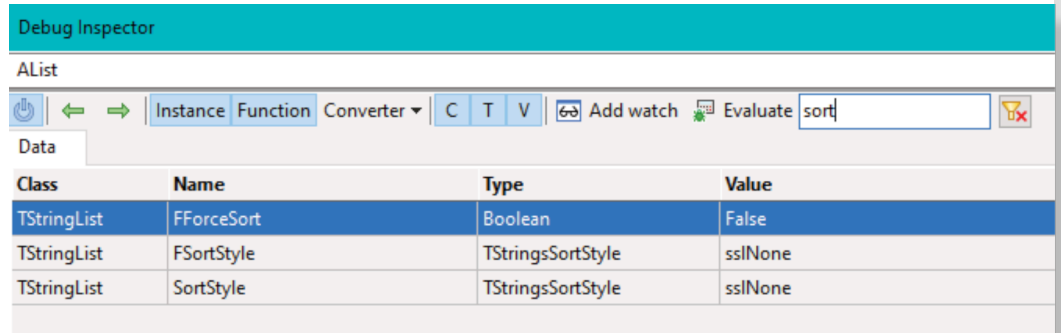 Debug Inspector
AList
Instance Function Converter C T V Add watch Evaluate sort
Data
Class Name Type Value
TStringList FForceSort Boolean False
TStringList FSortStyle TStringsSortStyle sslNone
TStringList SortStyle TStringsSortStyle sslNone